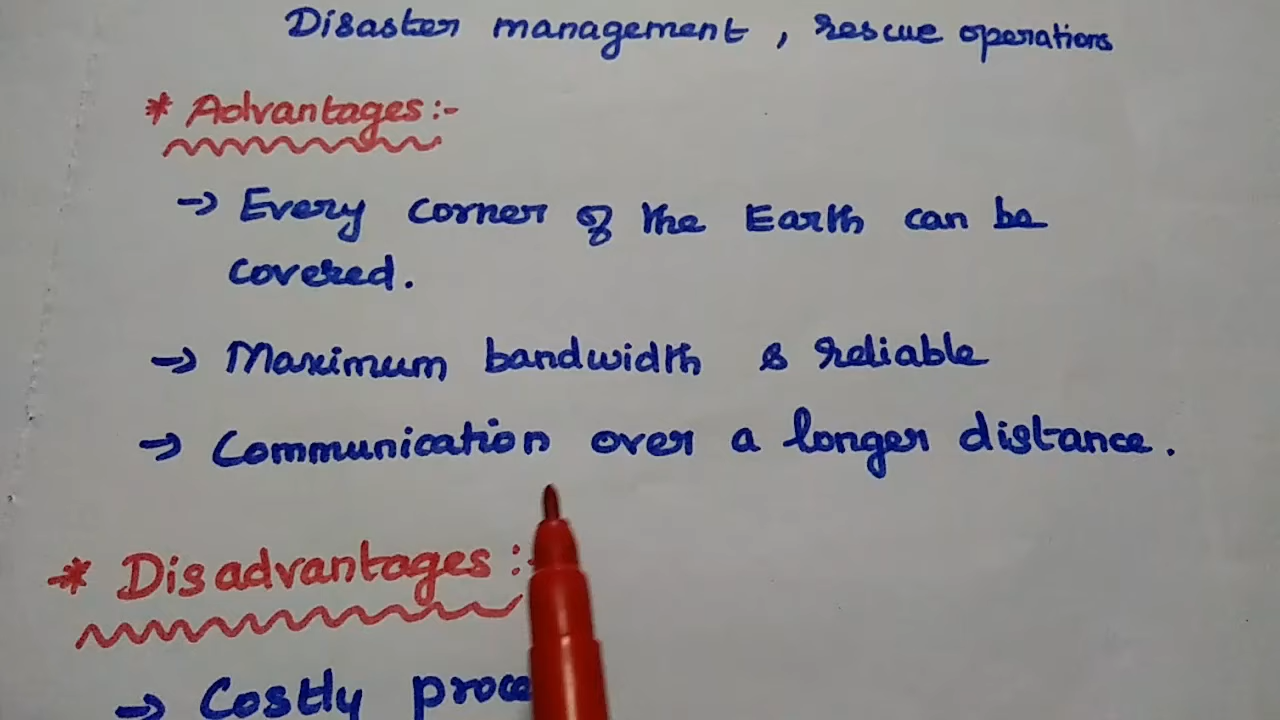 Disaster management , rescue operations
* Advantages:-
→ Every corner of the Earth can be
covered.
→ Maximum bandwidth & reliable
→ Communication over a longer distance.
* Disadvantages:-
→ Costly